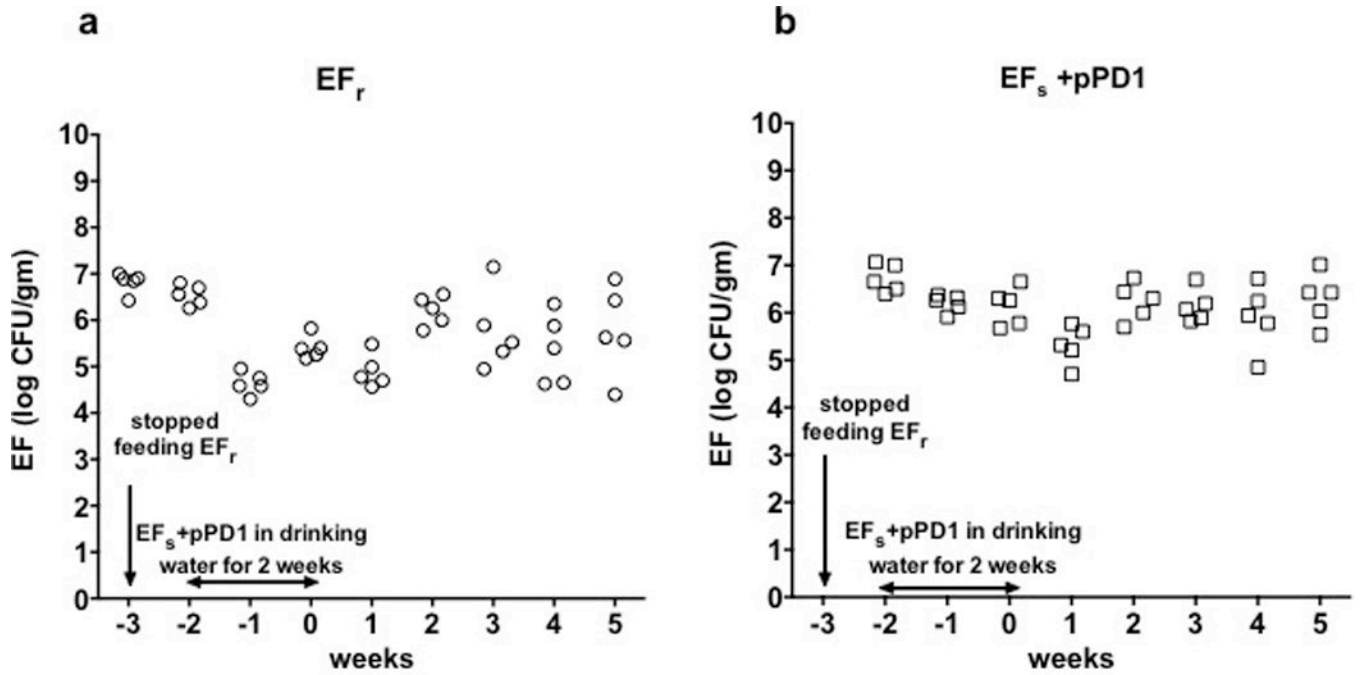 a
EFr
EF (log CFU/gm)
10
9
8
7
6
5
4
3
2
1
0
stopped
feeding EFr
EFs+pPD1 in drinking
water for 2 weeks
-3 -2 -1 0 1 2 3 4 5
weeks
b
EFs +pPD1
EF (log CFU/gm)
10
9
8
7
6
5
4
3
2
1
0
stopped
feeding EFr
EFs+pPD1 in drinking
water for 2 weeks
-3 -2 -1 0 1 2 3 4 5
weeks